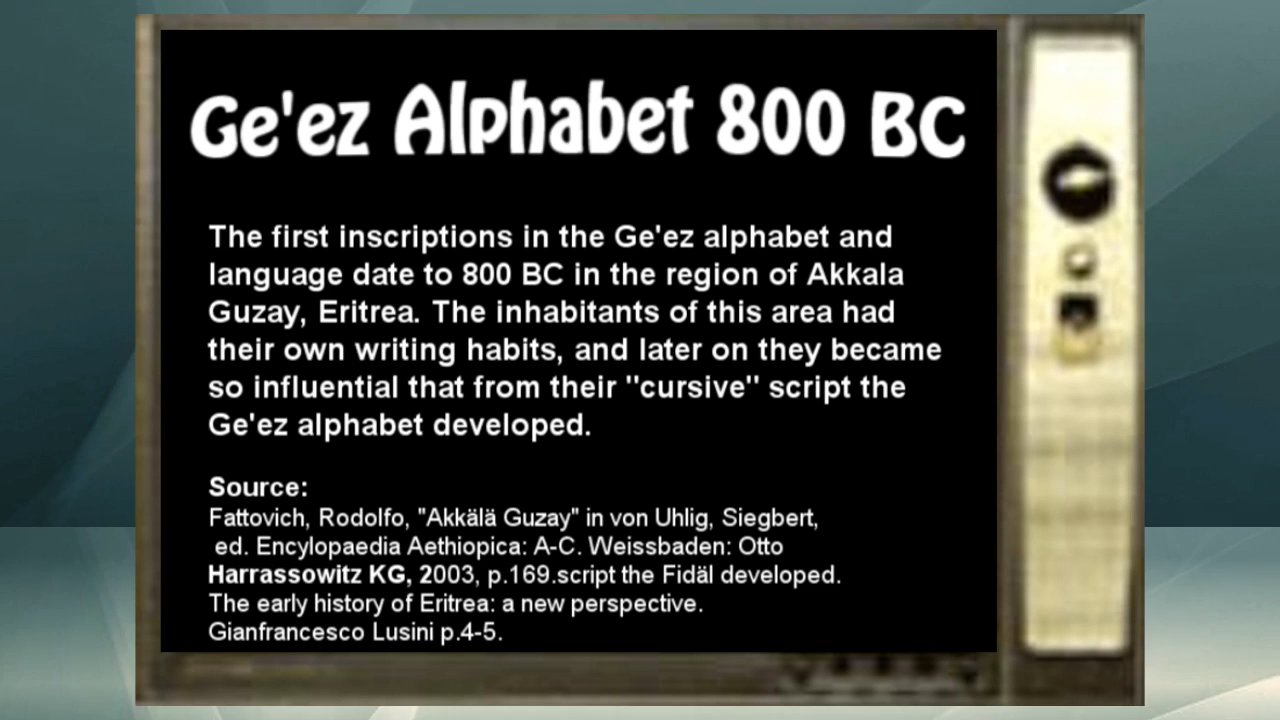 Ge'ez Alphabet 800 BC
The first inscriptions in the Ge'ez alphabet and
language date to 800 BC in the region of Akkala
Guzay, Eritrea. The inhabitants of this area had
their own writing habits, and later on they became
so influential that from their "cursive" script the
Ge'ez alphabet developed.
Source:
Fattovich, Rodolfo, "Akkälä Guzay" in von Uhlig, Siegbert,
ed. Encylopaedia Aethiopica: A-C. Weissbaden: Otto
Harrassowitz KG, 2003, p.169.script the Fidäl developed.
The early history of Eritrea: a new perspective.
Gianfrancesco Lusini p.4-5.